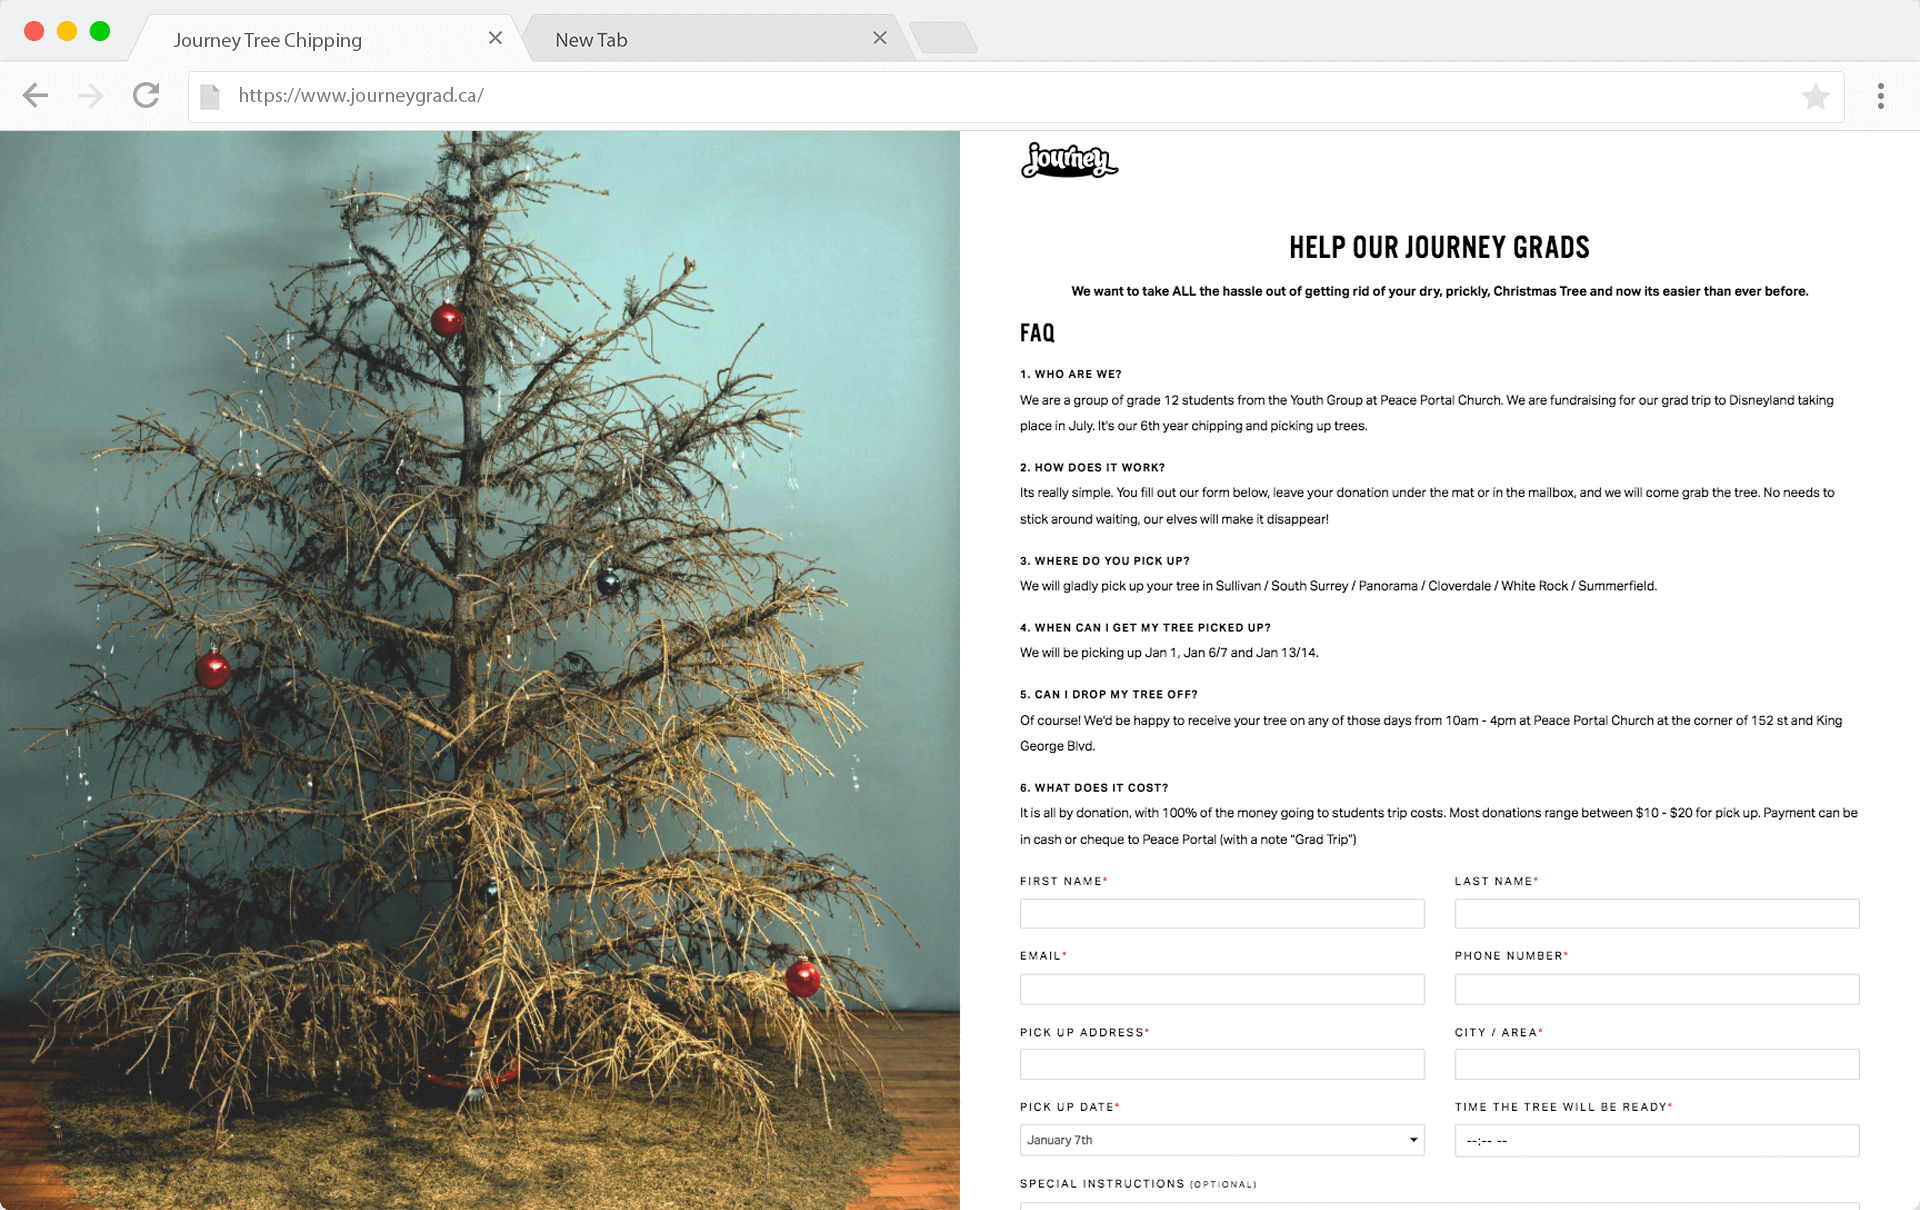 Journey Tree Chipping
New Tab
https://www.journeygrad.ca/
journey
HELP OUR JOURNEY GRADS
We want to take ALL the hassle out of getting rid of your dry, prickly, Christmas Tree and now its easier than ever before.
FAQ
1. WHO ARE WE?
We are a group of grade 12 students from the Youth Group at Peace Portal Church. We are fundraising for our grad trip to Disneyland taking
place in July. It's our 6th year chipping and picking up trees.
2. HOW DOES IT WORK?
Its really simple. You fill out our form below, leave your donation under the mat or in the mailbox, and we will come grab the tree. No needs to
stick around waiting, our elves will make it disappear!
3. WHERE DO YOU PICK UP?
We will gladly pick up your tree in Sullivan / South Surrey / Panorama / Cloverdale / White Rock / Summerfield.
4. WHEN CAN I GET MY TREE PICKED UP?
We will be picking up Jan 1, Jan 6/7 and Jan 13/14.
5. CAN I DROP MY TREE OFF?
Of course! We'd be happy to receive your tree on any of those days from 10am - 4pm at Peace Portal Church at the corner of 152 st and King
George Blvd.
6. WHAT DOES IT COST?
It is all by donation, with 100% of the money going to students trip costs. Most donations range between $10 - $20 for pick up. Payment can be
in cash or cheque to Peace Portal (with a note “Grad Trip”)
FIRST NAME* LAST NAME*
EMAIL* PHONE NUMBER*
PICK UP ADDRESS* CITY / AREA*
PICK UP DATE* TIME THE TREE WILL BE READY*
January 7th --:-- --
SPECIAL INSTRUCTIONS (OPTIONAL)